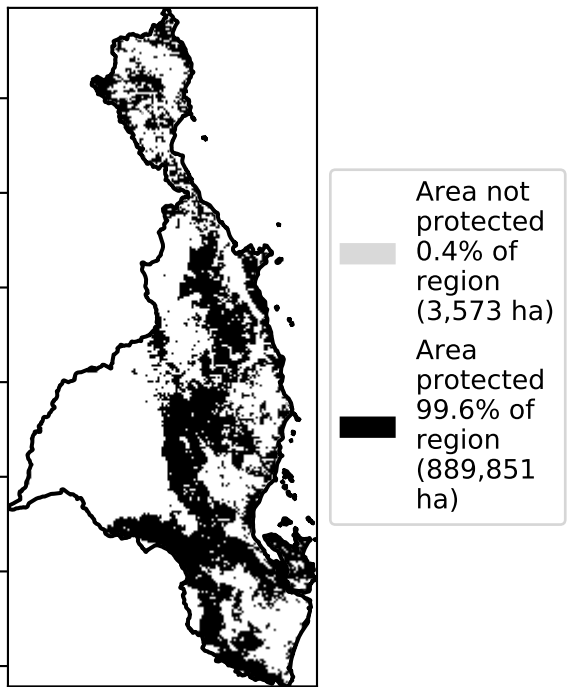 Area not
protected
0.4% of
region
(3,573 ha)
Area
protected
99.6% of
region
(889,851
ha)